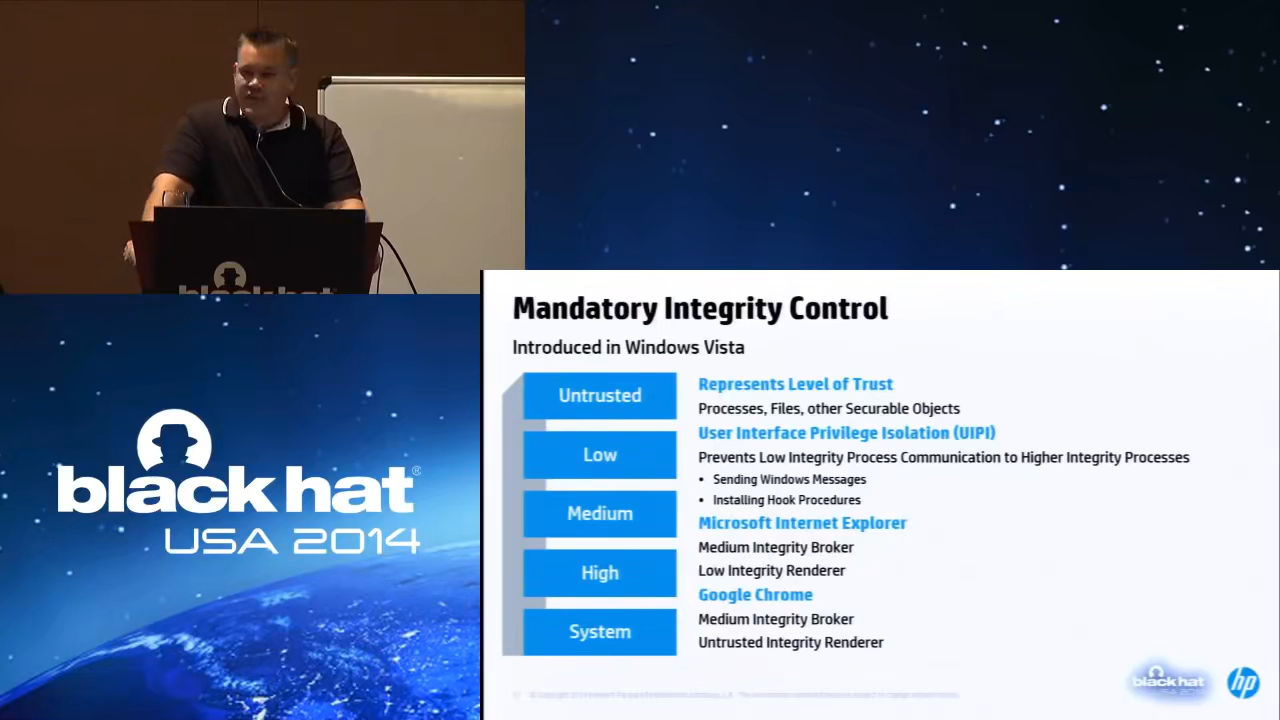 black hat
Mandatory Integrity Control
Introduced in Windows Vista
Untrusted
Low
Medium
High
System
Represents Level of Trust
Processes, Files, other Securable Objects
User Interface Privilege Isolation (UIPI)
Prevents Low Integrity Process Communication to Higher Integrity Processes
• Sending Windows Messages
• Installing Hook Procedures
Microsoft Internet Explorer
Medium Integrity Broker
Low Integrity Renderer
Google Chrome
Medium Integrity Broker
Untrusted Integrity Renderer
black hat®
USA 2014
black hat
hp